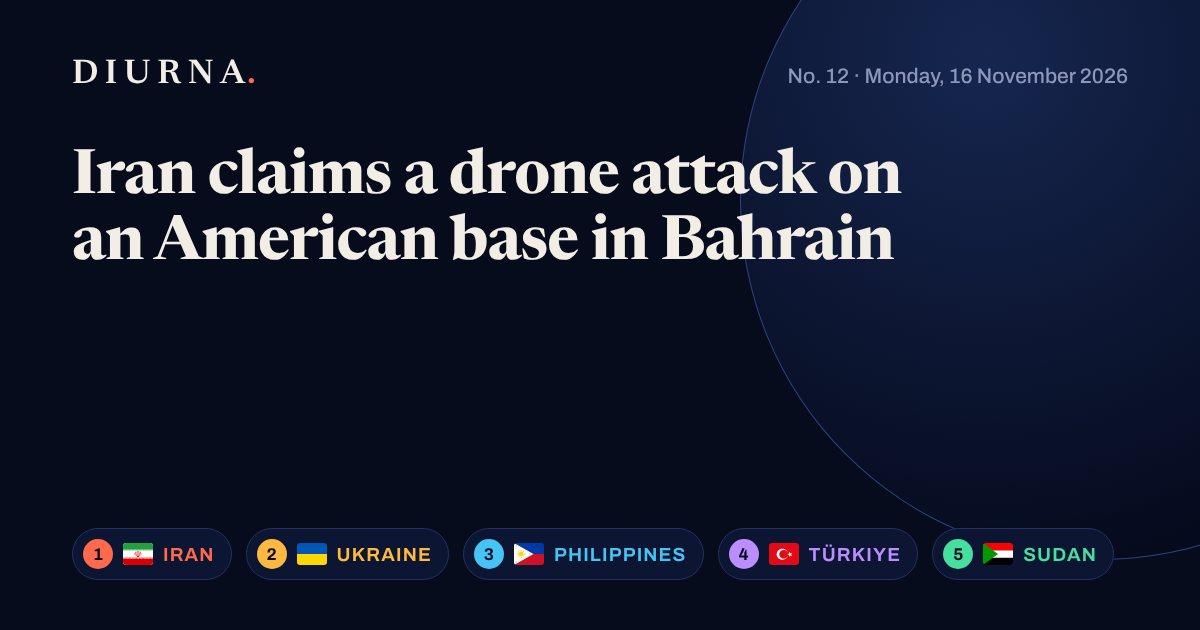 DIURNA.
No. 12 · Monday, 16 November 2026
Iran claims a drone attack on
an American base in Bahrain
1 IRAN
2 UKRAINE
3 PHILIPPINES
4 TÜRKIYE
5 SUDAN